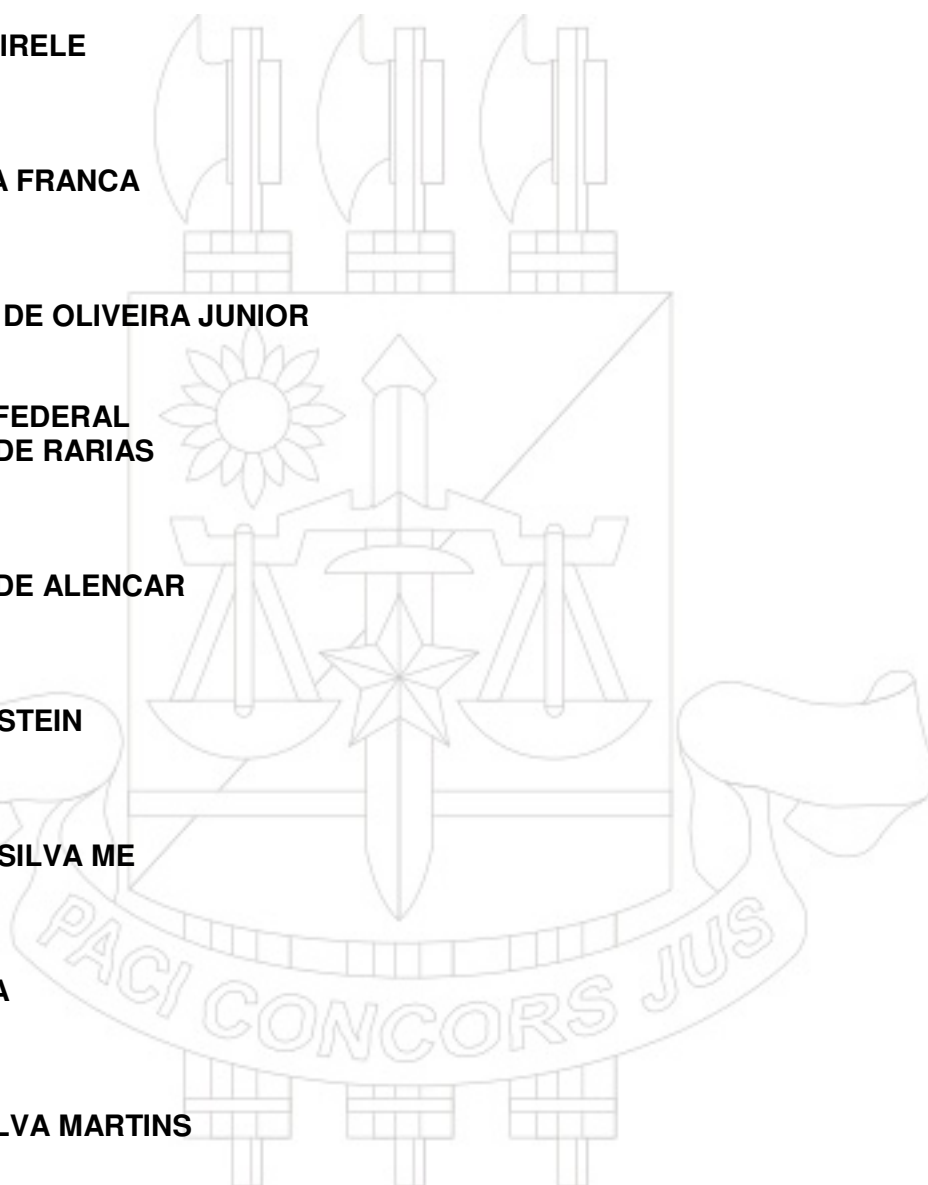 IRELE
A FRANCA
DE OLIVEIRA JUNIOR
FEDERAL
DE RARIAS
DE ALENCAR
STEIN
SILVA ME
PACI CONCORS JUS
A
LVA MARTINS